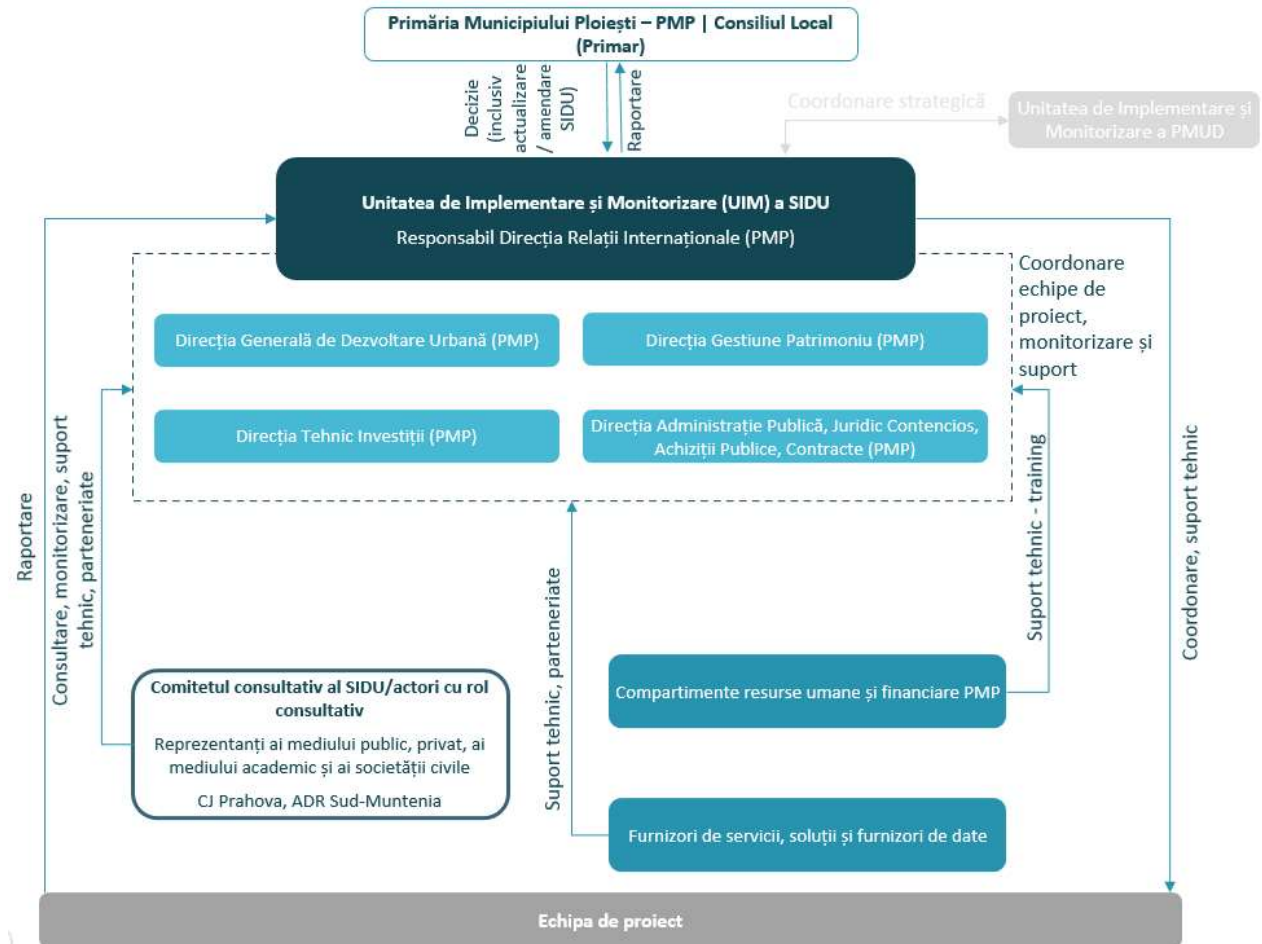 Primăria Municipiului Ploiești – PMP | Consiliul Local
(Primar)
Decizie
(inclusiv
actualizare
/ amendare
SIDU)
Raportare
Coordonare strategică
Unitatea de Implementare și
Monitorizare a PMUD
Unitatea de Implementare și Monitorizare (UIM) a SIDU
Responsabil Direcția Relații Internaționale (PMP)
Coordonare
echipe de
proiect,
monitorizare și
suport
Direcția Generală de Dezvoltare Urbană (PMP)
Direcția Gestiune Patrimoniu (PMP)
Direcția Tehnic Investiții (PMP)
Direcția Administrație Publică, Juridic Contencios,
Achiziții Publice, Contracte (PMP)
Raportare
Consultare, monitorizare, suport
tehnic, parteneriate
Suport tehnic, parteneriate
Suport tehnic - training
Coordonare, suport tehnic
Comitetul consultativ al SIDU/actori cu rol
consultativ
Reprezentanți ai mediului public, privat, ai
mediului academic și ai societății civile
CJ Prahova, ADR Sud-Muntenia
Compartimente resurse umane și financiare PMP
Furnizori de servicii, soluții și furnizori de date
Echipa de proiect